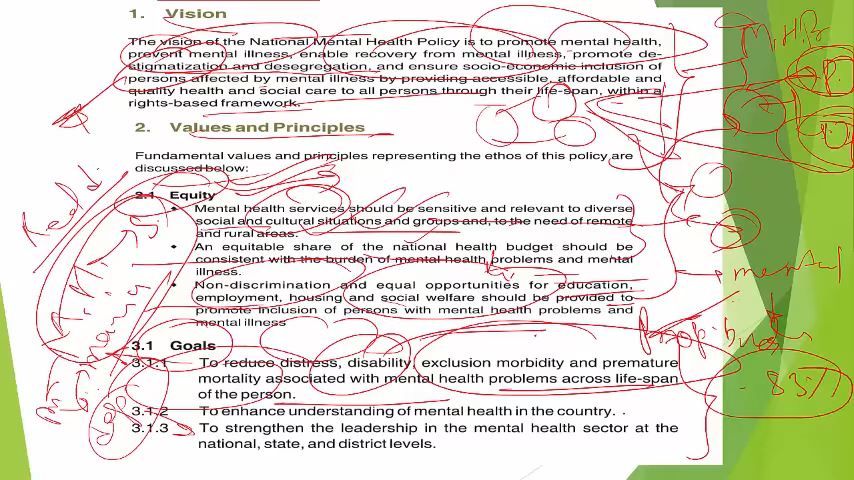 1. Vision
The vision of the National Mental Health Policy is to promote mental health,
prevent mental illness, enable recovery from mental illness, promote de-
stigmatization and desegregation, and ensure socio-economic inclusion of
persons affected by mental illness by providing accessible, affordable and
quality health and social care to all persons through their life-span, within a
rights-based framework.
2. Values and Principles
Fundamental values and principles representing the ethos of this policy are
discussed below:
2.1 Equity
• Mental health services should be sensitive and relevant to diverse
social and cultural situations and groups and, to the need of remote
and rural areas.
• An equitable share of the national health budget should be
consistent with the burden of mental health problems and mental
illness.
• Non-discrimination and equal opportunities for education,
employment, housing and social welfare should be provided to
promote inclusion of persons with mental health problems and
mental illness
3.1 Goals
3.1.1 To reduce distress, disability, exclusion morbidity and premature
mortality associated with mental health problems across life-span
of the person.
3.1.2 To enhance understanding of mental health in the country.
3.1.3 To strengthen the leadership in the mental health sector at the
national, state, and district levels.
mental